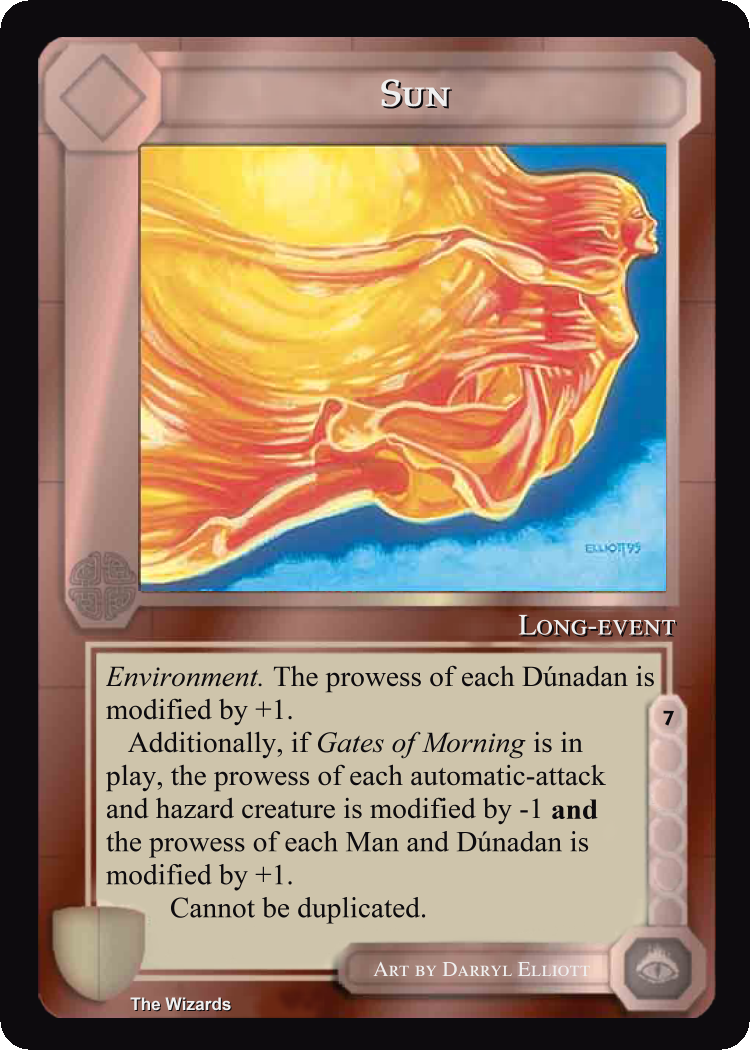 Sun
ELLIOTT 95
Long-event
Environment. The prowess of each Dúnadan is
modified by +1.
Additionally, if Gates of Morning is in
play, the prowess of each automatic-attack
and hazard creature is modified by -1 and
the prowess of each Man and Dúnadan is
modified by +1.
Cannot be duplicated.
7
Art by Darryl Elliott
The Wizards